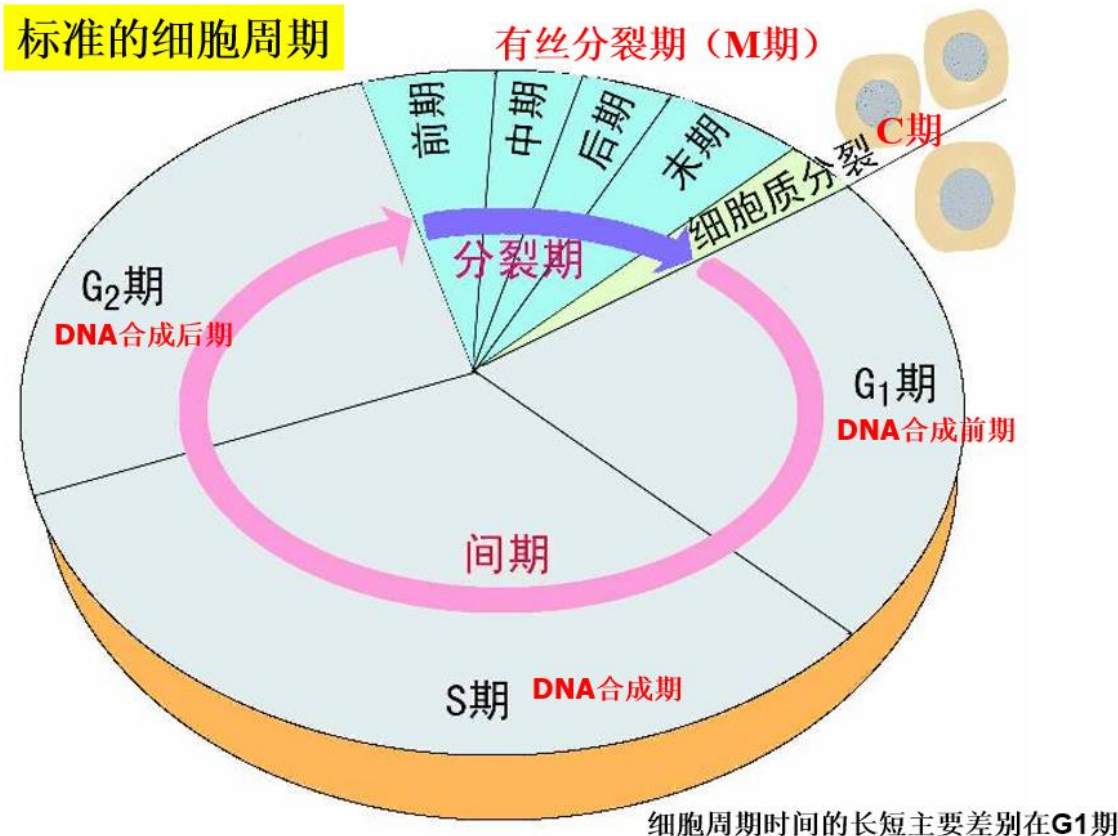 标准的细胞周期
有丝分裂期（M期）
前期
中期
后期
末期
细胞质分裂
C期
分裂期
G₂期
DNA合成后期
G₁期
DNA合成前期
间期
S期
DNA合成期
细胞周期时间的长短主要差别在G1期